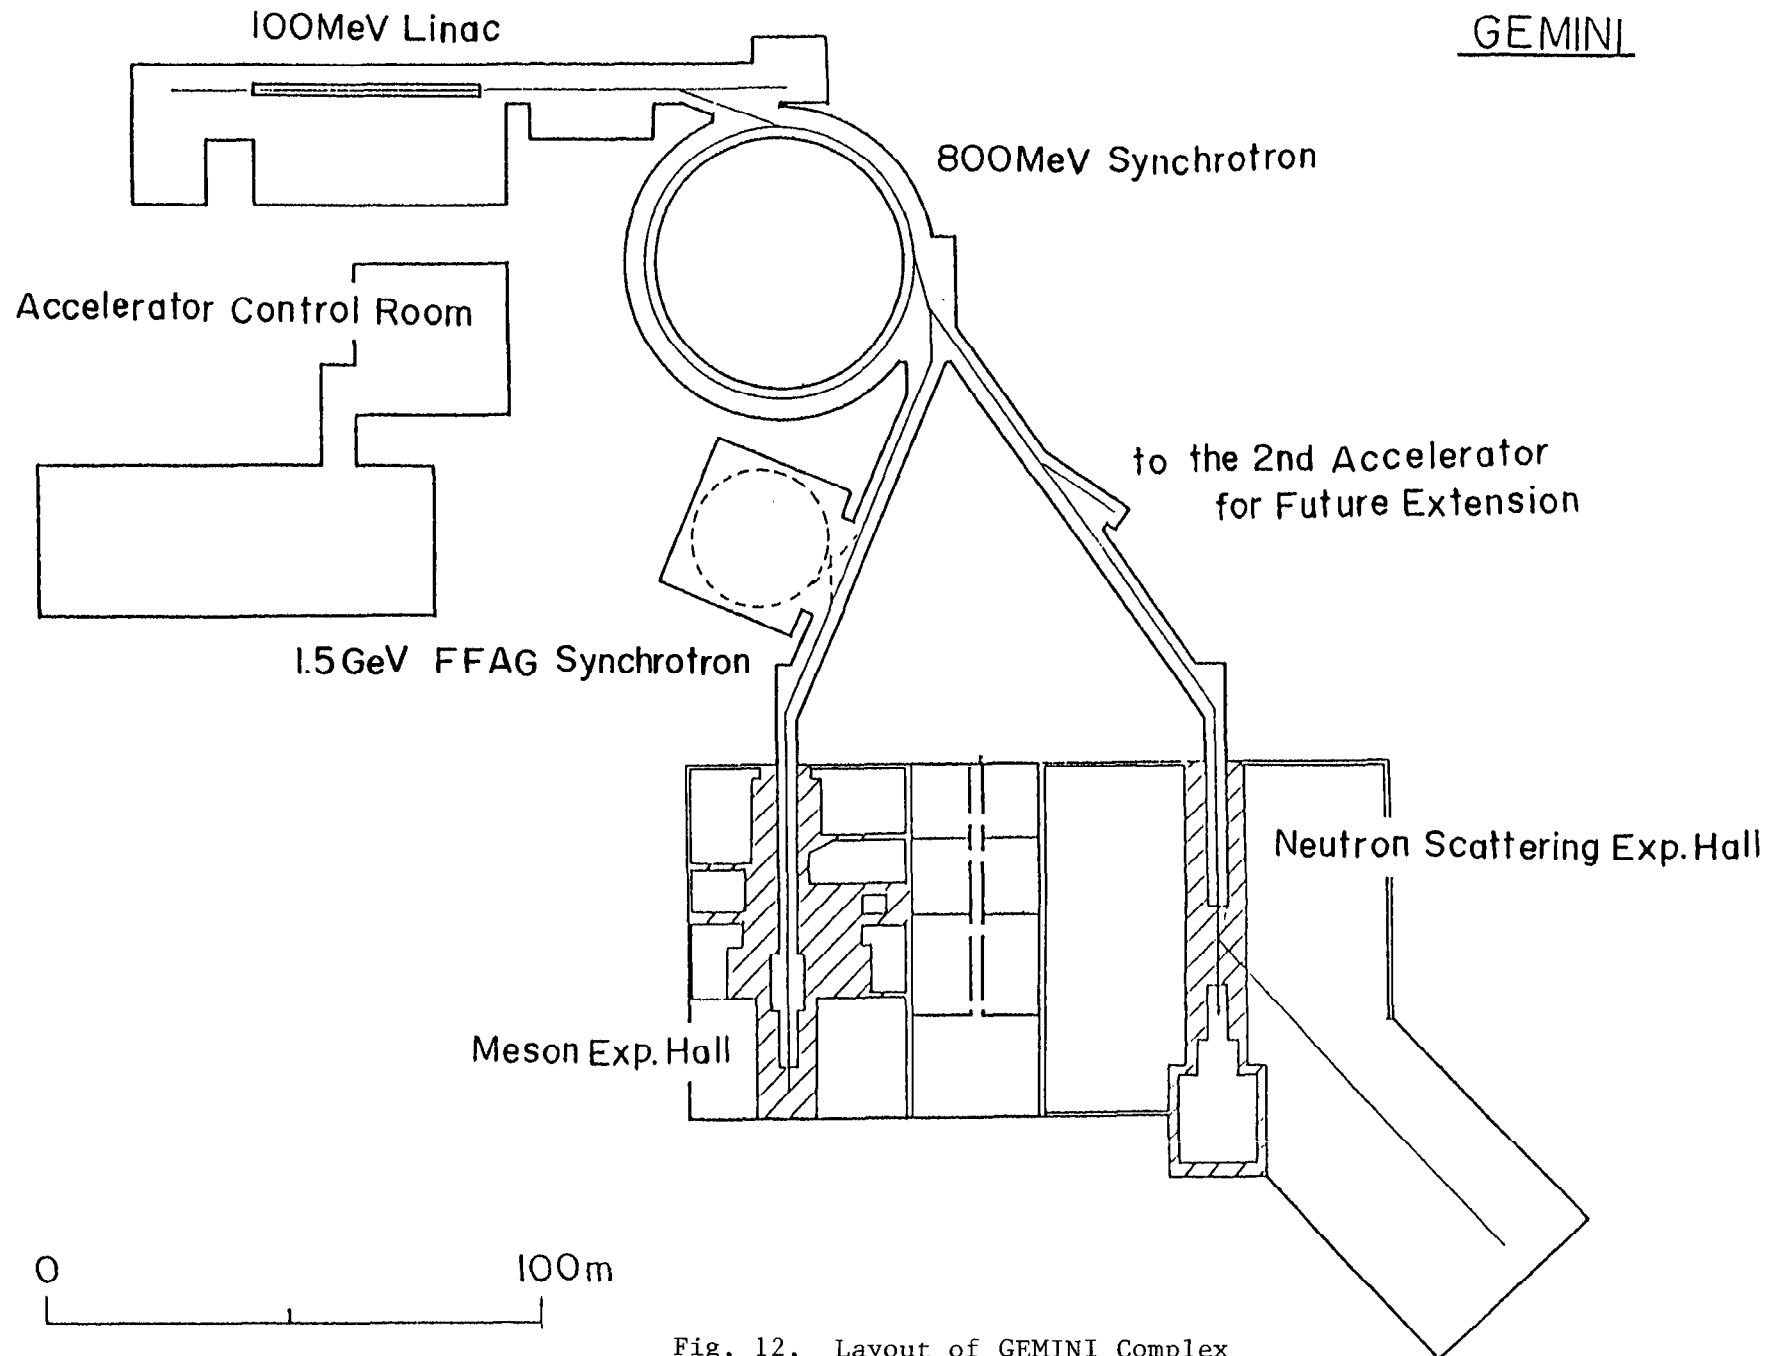 100MeV Linac
GEMINI
800MeV Synchrotron
Accelerator Control Room
to the 2nd Accelerator
for Future Extension
1.5GeV FFAG Synchrotron
Neutron Scattering Exp. Hall
Meson Exp. Hall
0 100m
Fig. 12. Layout of GEMINI Complex